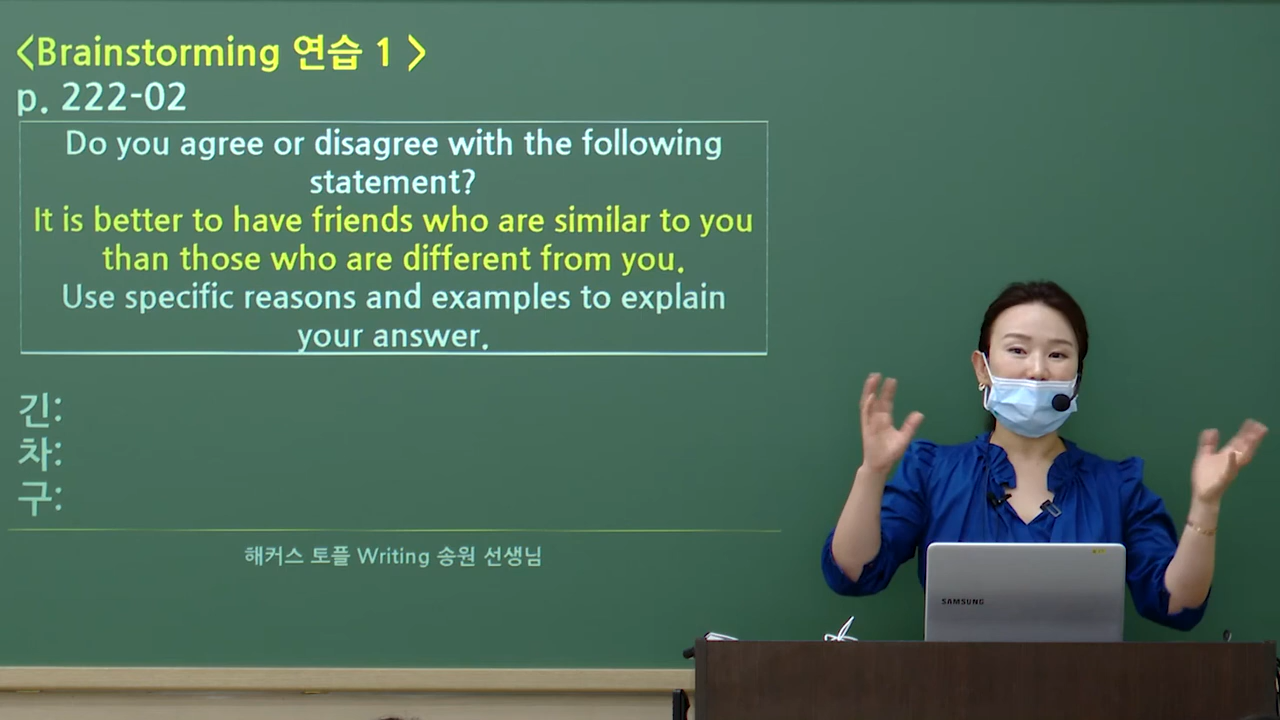 <Brainstorming 연습 1 >
p. 222-02
Do you agree or disagree with the following
statement?
It is better to have friends who are similar to you
than those who are different from you.
Use specific reasons and examples to explain
your answer.
긴:
차:
구:
해커스 토플 Writing 송원 선생님
SAMSUNG